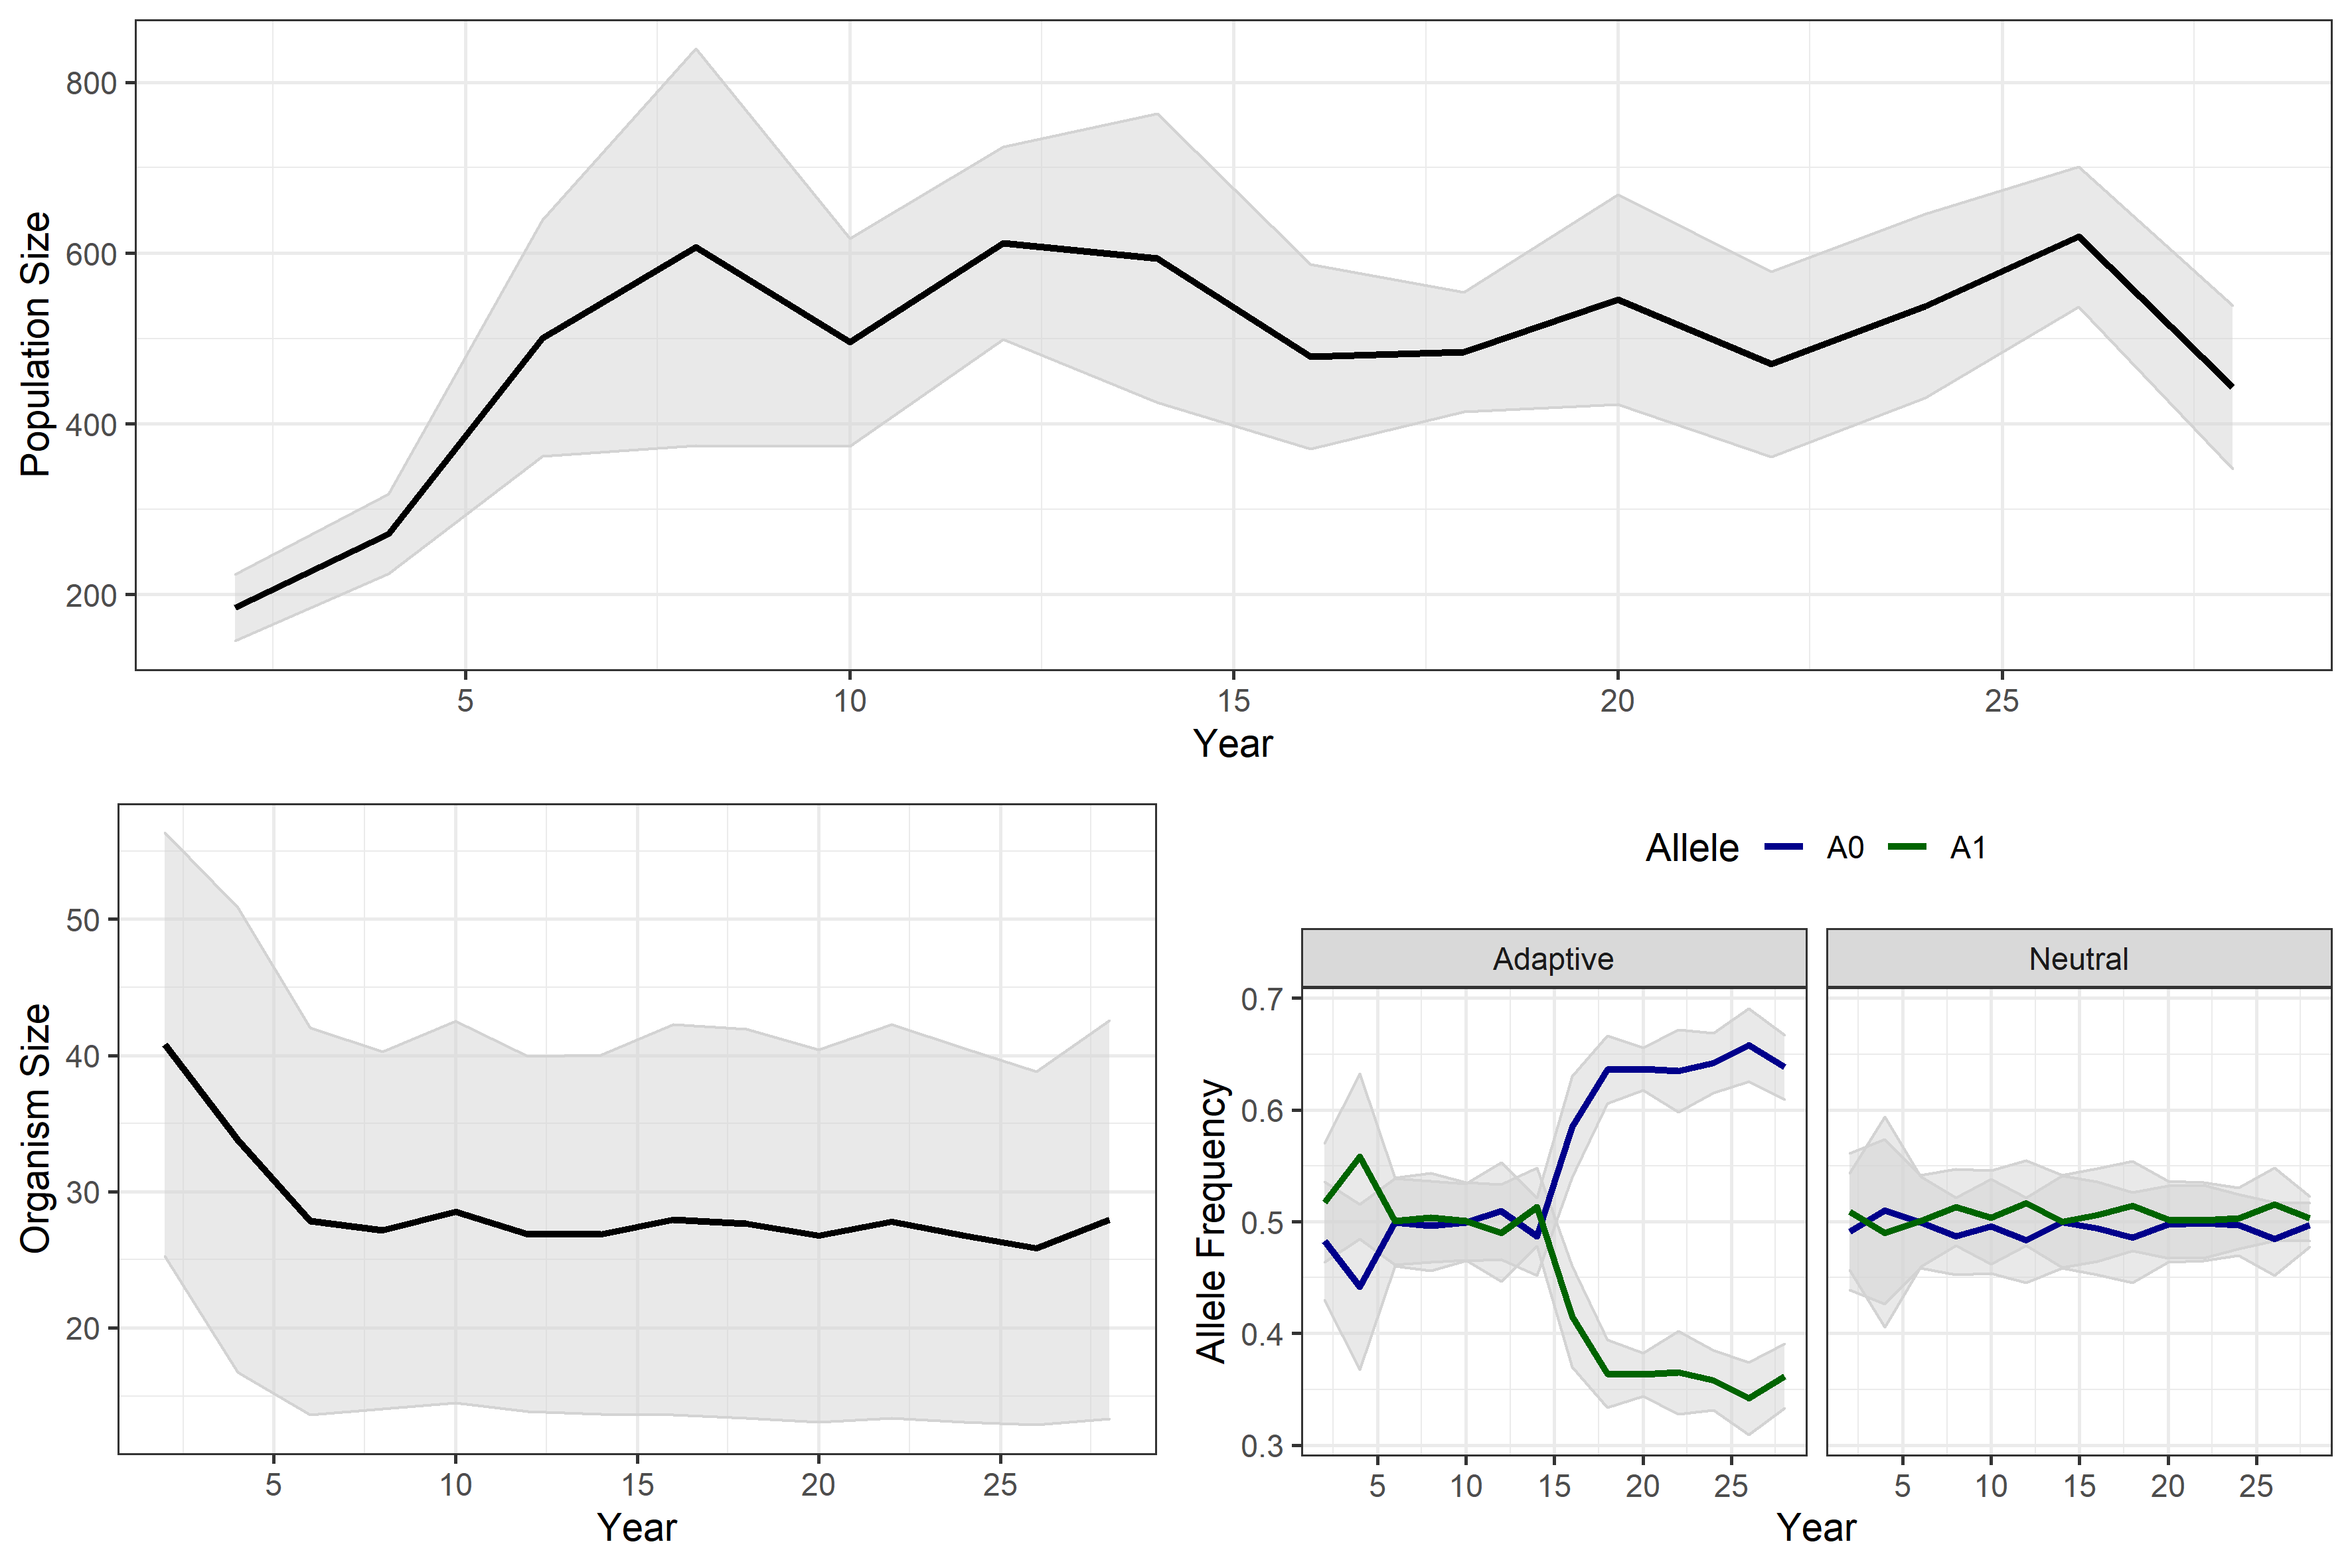 800
600
400
200
Population Size
5 10 15 20 25
Year
50
40
30
20
Organism Size
5 10 15 20 25
Year
Allele A0 A1
Adaptive Neutral
0.7
0.6
0.5
0.4
0.3
Allele Frequency
5 10 15 20 25 5 10 15 20 25
Year